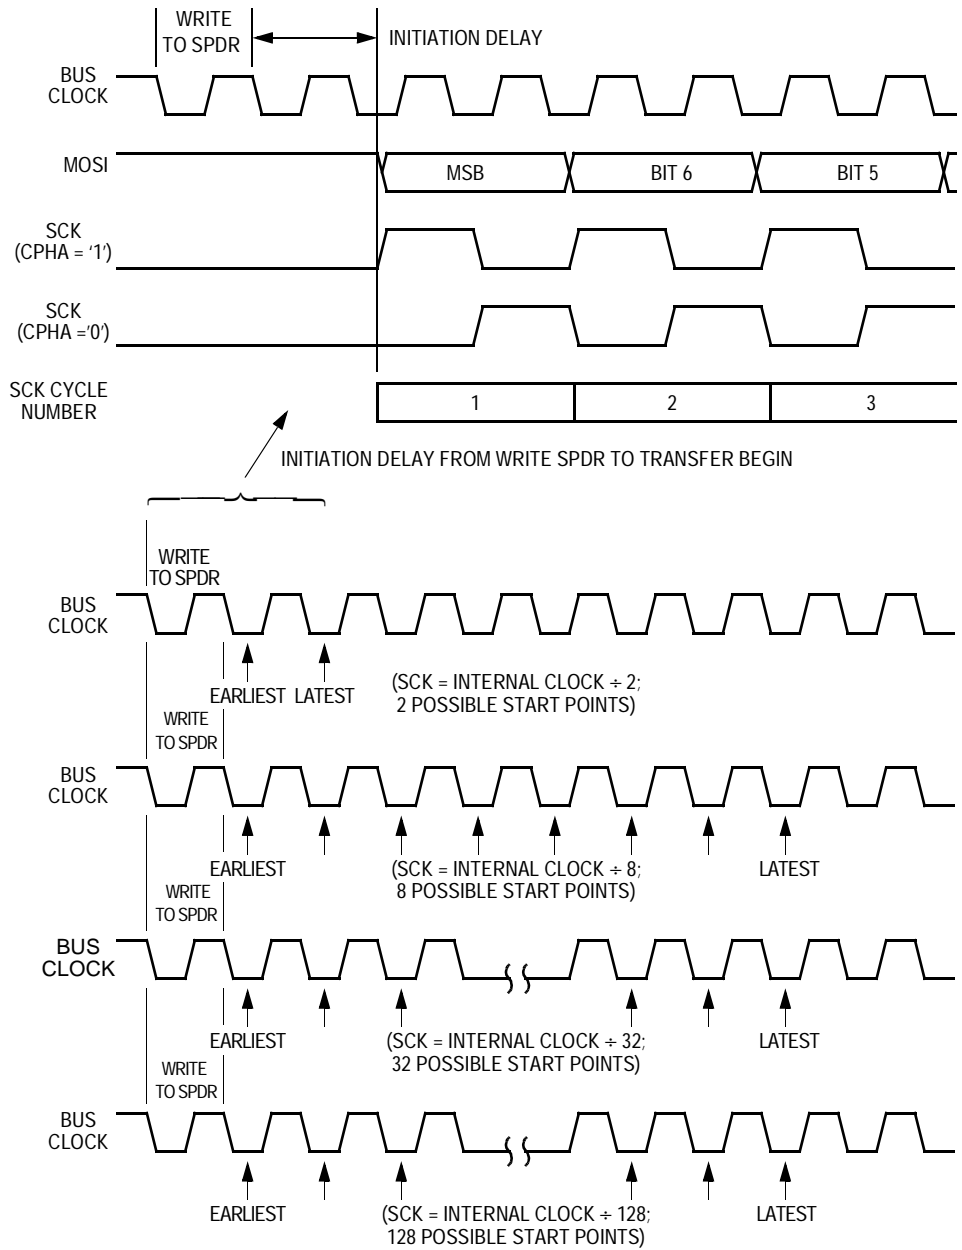 WRITE
TO SPDR
INITIATION DELAY
BUS
CLOCK
MOSI
MSB
BIT 6
BIT 5
SCK
(CPHA = '1')
SCK
(CPHA ='0')
SCK CYCLE
NUMBER
1
2
3
INITIATION DELAY FROM WRITE SPDR TO TRANSFER BEGIN
WRITE
TO SPDR
BUS
CLOCK
EARLIEST
LATEST
(SCK = INTERNAL CLOCK ÷ 2;
2 POSSIBLE START POINTS)
WRITE
TO SPDR
BUS
CLOCK
EARLIEST
(SCK = INTERNAL CLOCK ÷ 8;
8 POSSIBLE START POINTS)
LATEST
WRITE
TO SPDR
BUS
CLOCK
EARLIEST
(SCK = INTERNAL CLOCK ÷ 32;
32 POSSIBLE START POINTS)
LATEST
WRITE
TO SPDR
BUS
CLOCK
EARLIEST
(SCK = INTERNAL CLOCK ÷ 128;
128 POSSIBLE START POINTS)
LATEST